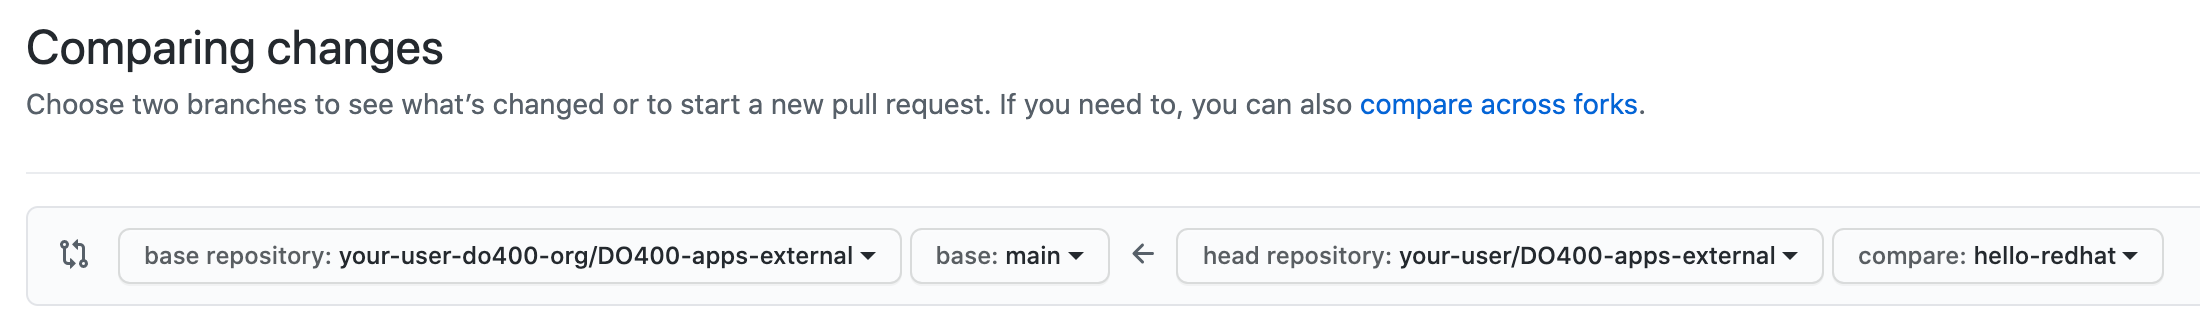 Comparing changes
Choose two branches to see what’s changed or to start a new pull request. If you need to, you can also compare across forks.
base repository: your-user-do400-org/DO400-apps-external base: main head repository: your-user/DO400-apps-external compare: hello-redhat